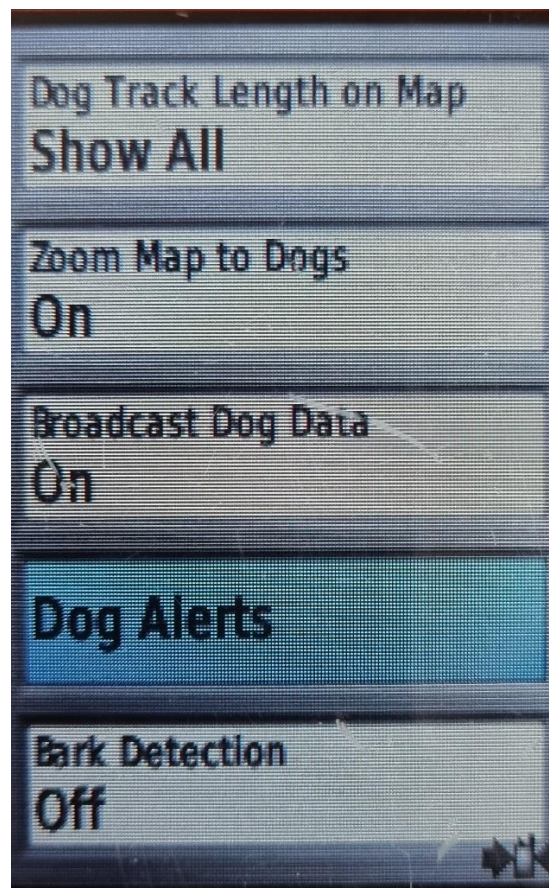 Dog Track Length on Map
Show All
Zoom Map to Dogs
On
Broadcast Dog Data
On
Dog Alerts
Bark Detection
Off